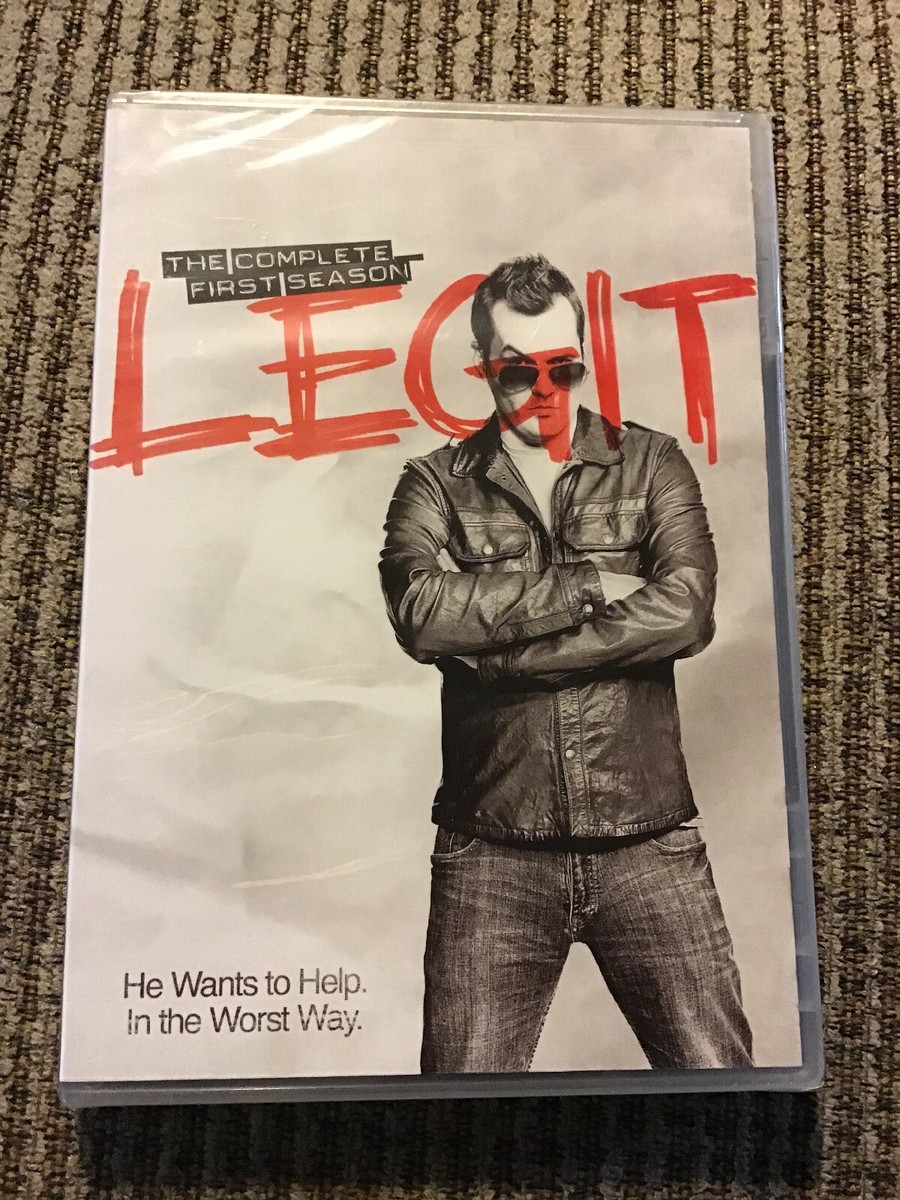 THE COMPLETE
FIRST SEASON
LEGIT
He Wants to Help.
In the Worst Way.